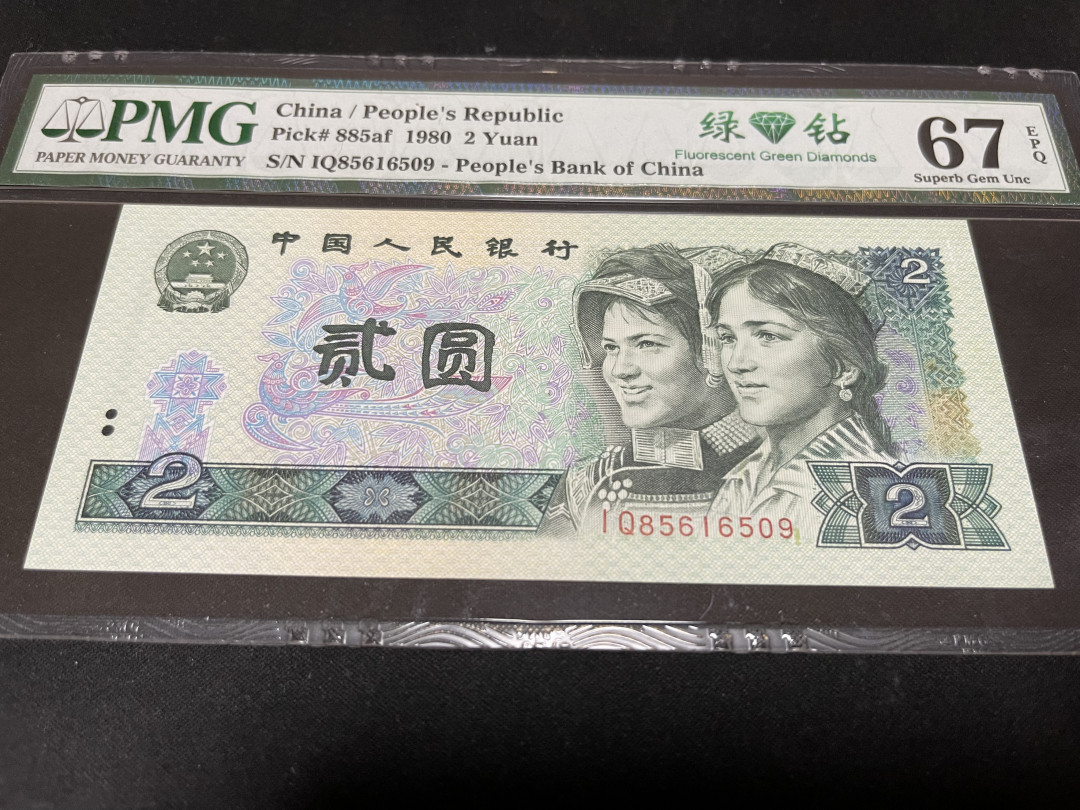 PMG
PAPER MONEY GUARANTY
China / People's Republic
Pick# 885af 1980 2 Yuan
S/N IQ85616509 - People's Bank of China
绿 钻
Fluorescent Green Diamonds
67
EPQ
Superb Gem Unc
中国人民银行
贰圆
2
2
2
IQ85616509